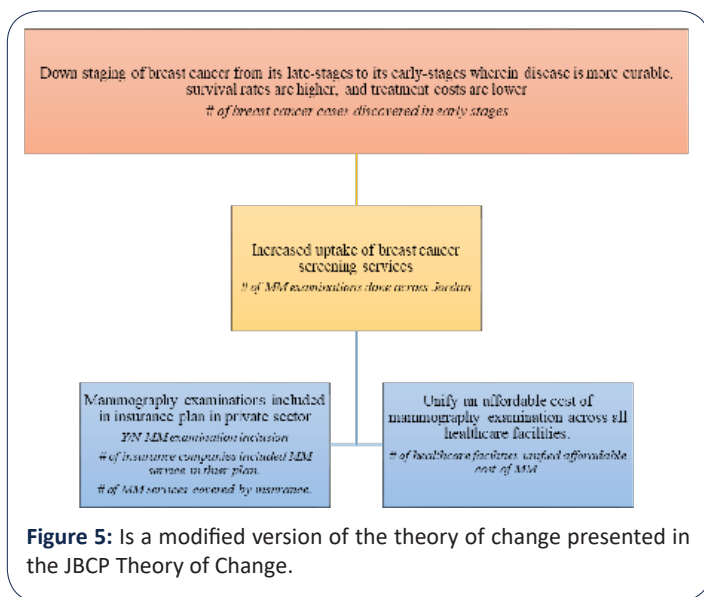 Down staging of breast cancer from its late-stages to its early-stages wherein disease is more curable,
survival rates are higher, and treatment costs are lower
# of breast cancer cases discovered in early stages
Increased uptake of breast cancer
screening services
# of MM examinations done across Jordan
Mammography examinations included
in insurance plan in private sector
Y/N MM examination inclusion
# of insurance companies included MM
service in thier plan.
# of MM services covered by insurance.
Unify an affordable cost of
mammography examination across all
healthcare facilities.
# of healthcare facilities unified affordable
cost of MM
Figure 5: Is a modified version of the theory of change presented in
the JBCP Theory of Change.